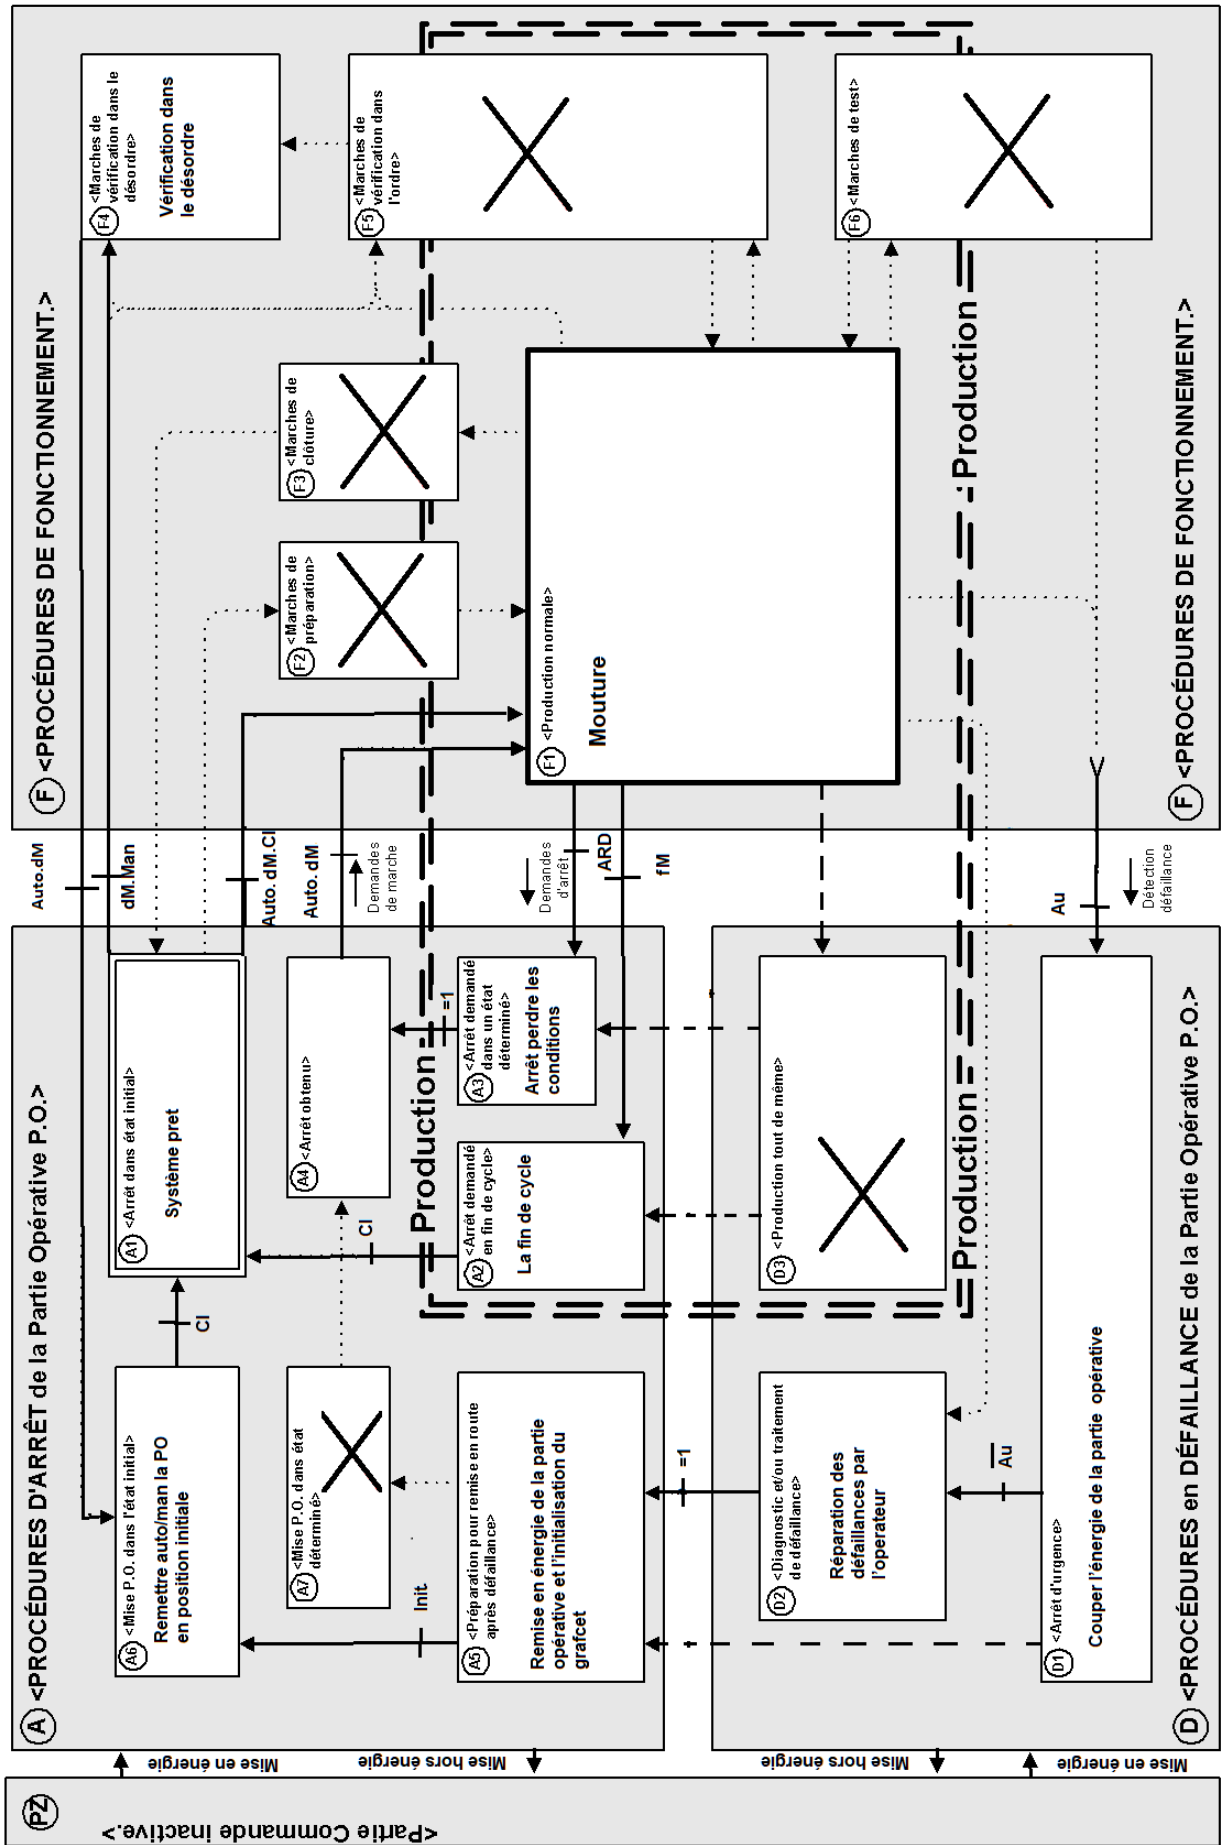 PZ
<Partie Commande inactive.>
Mise en énergie
Mise hors énergie
Mise hors énergie
Mise en énergie
A <PROCÉDURES D'ARRÊT de la Partie Opérative P.O.>
A6 <Mise P.O. dans l'état initial>
Remettre auto/man la PO
en position initiale
CI
A1 <Arrêt dans état initial>
Système pret
A7 <Mise P.O. dans état
déterminé>
A4 <Arrêt obtenu>
Init
CI
=1
A5 <Préparation pour remise en route
après défaillance>
Remise en énergie de la partie
opérative et l'initialisation du
grafcet
A2 <Arrêt demandé
en fin de cycle>
La fin de cycle
A3 <Arrêt demandé
dans un état
déterminé>
Arrêt perdre les
conditions
Production
=1
D2 <Diagnostic et/ou traitement
de défaillance>
Réparation des
défaillances par
l'operateur
D3 <Production tout de même>
Production
Au
D1 <Arrêt d'urgence>
Couper l'énergie de la partie opérative
D <PROCÉDURES en DÉFAILLANCE de la Partie Opérative P.O.>
Auto.dM
dM.Man
Auto. dM.CI
Auto. dM
Demandes
de marche
Demandes
d'arrêt
ARD
fM
Au
Détection
défaillance
F <PROCÉDURES DE FONCTIONNEMENT.>
F4 <Marches de
vérification dans le
désordre>
Vérification dans
le désordre
F2 <Marches de
préparation>
F3 <Marches de
clôture>
F5 <Marches de
vérification dans
l'ordre>
F1 <Production normale>
Mouture
F6 <Marches de test>
Production
F <PROCÉDURES DE FONCTIONNEMENT.>